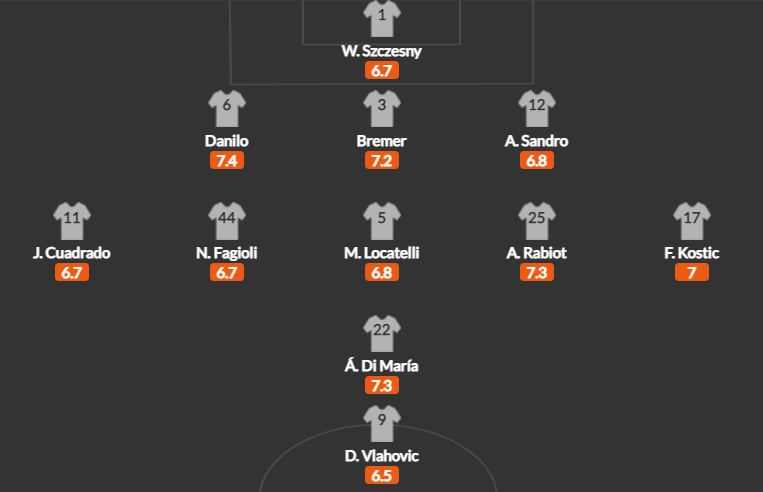 1
W. Szczesny
6.7
6 3 12
Danilo Bremer A. Sandro
7.4 7.2 6.8
11 44 5 25 17
J. Cuadrado N. Fagioli M. Locatelli A. Rabiot F. Kostic
6.7 6.7 6.8 7.3 7
22
Á. Di María
7.3
9
D. Vlahovic
6.5